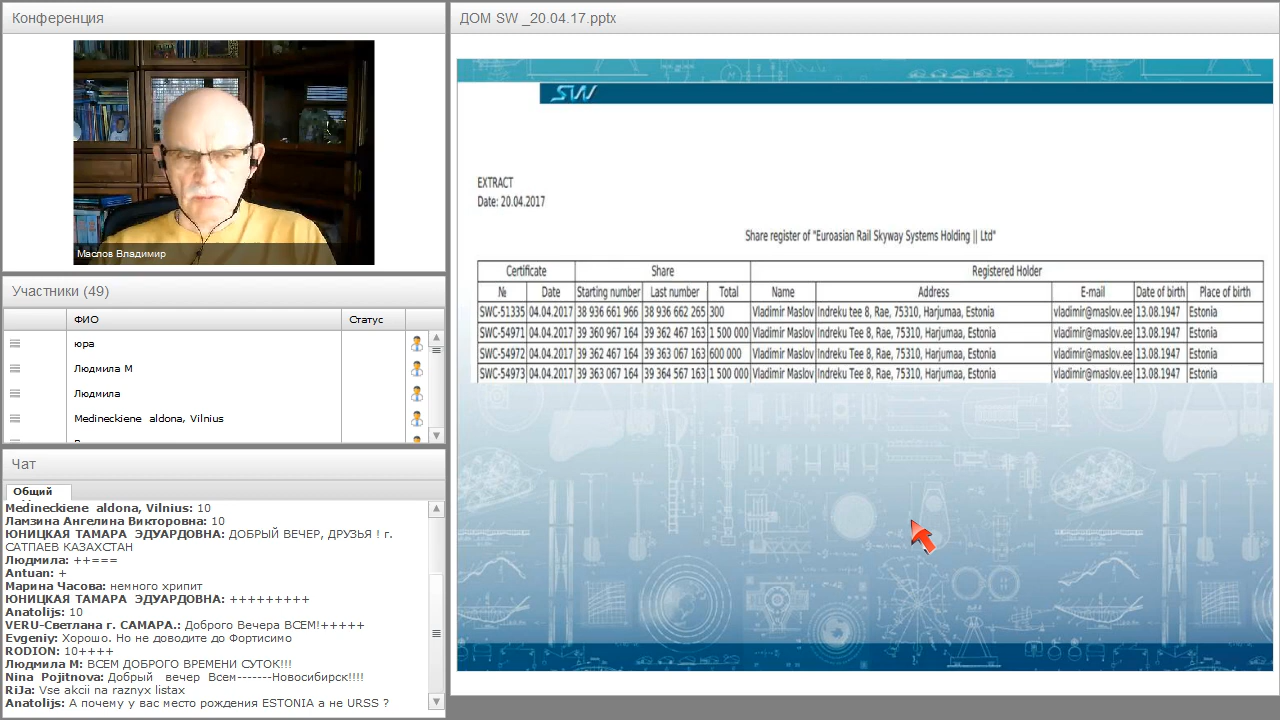 Конференция
Маслов Владимир
Участники (49)
ФИО Статус
юра
Людмила М
Людмила
Medineckiene aldona, Vilnius
Чат
Общий
Medineckiene aldona, Vilnius: 10
Ламзина Ангелина Викторовна: 10
ЮНИЦКАЯ ТАМАРА ЭДУАРДОВНА: ДОБРЫЙ ВЕЧЕР, ДРУЗЬЯ ! г.
САТПАЕВ КАЗАХСТАН
Людмила: ++===
Antuan: +
Марина Часова: немного хрипит
ЮНИЦКАЯ ТАМАРА ЭДУАРДОВНА: +++++++++
Anatolijs: 10
VERU-Светлана г. САМАРА.: Доброго Вечера ВСЕМ!+++++
Evgeniy: Хорошо. Но не доводите до Фортисимо
RODION: 10++++
Людмила М: ВСЕМ ДОБРОГО ВРЕМЕНИ СУТОК!!!
Nina Pojitnova: Добрый вечер Всем-------Новосибирск!!!!
RiJa: Vse akcii na raznyx listax
Anatolijs: А почему у вас мусто рождения ESTONIA а не URSS ?
ДОМ SW _20.04.17.pptx
SW
EXTRACT
Date: 20.04.2017
Share register of "Euroasian Rail Skyway Systems Holding || Ltd"
Certificate Share Registered Holder
№ Date Starting number Last number Total Name Address E-mail Date of birth Place of birth
SWC-51335 04.04.2017 38 936 661 966 38 936 662 265 300 Vladimir Maslov Indreku tee 8, Rae, 75310, Harjumaa, Estonia vladimir@maslov.ee 13.08.1947 Estonia
SWC-54971 04.04.2017 39 360 967 164 39 362 467 163 1 500 000 Vladimir Maslov Indreku Tee 8, Rae, 75310, Harjumaa, Estonia vladimir@maslov.ee 13.08.1947 Estonia
SWC-54972 04.04.2017 39 362 467 164 39 363 067 163 600 000 Vladimir Maslov Indreku Tee 8, Rae, 75310, Harjumaa, Estonia vladimir@maslov.ee 13.08.1947 Estonia
SWC-54973 04.04.2017 39 363 067 164 39 364 567 163 1 500 000 Vladimir Maslov Indreku Tee 8, Rae, 75310, Harjumaa, Estonia vladimir@maslov.ee 13.08.1947 Estonia